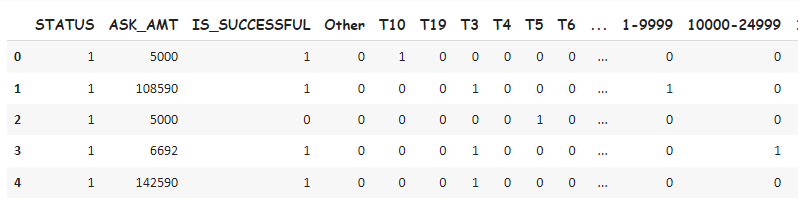 STATUS ASK_AMT IS_SUCCESSFUL Other T10 T19 T3 T4 T5 T6 ... 1-9999 10000-24999
0 1 5000 1 0 1 0 0 0 0 0 ... 0 0
1 1 108590 1 0 0 0 1 0 0 0 ... 1 0
2 1 5000 0 0 0 0 0 0 1 0 ... 0 0
3 1 6692 1 0 0 0 1 0 0 0 ... 0 1
4 1 142590 1 0 0 0 1 0 0 0 ... 0 0